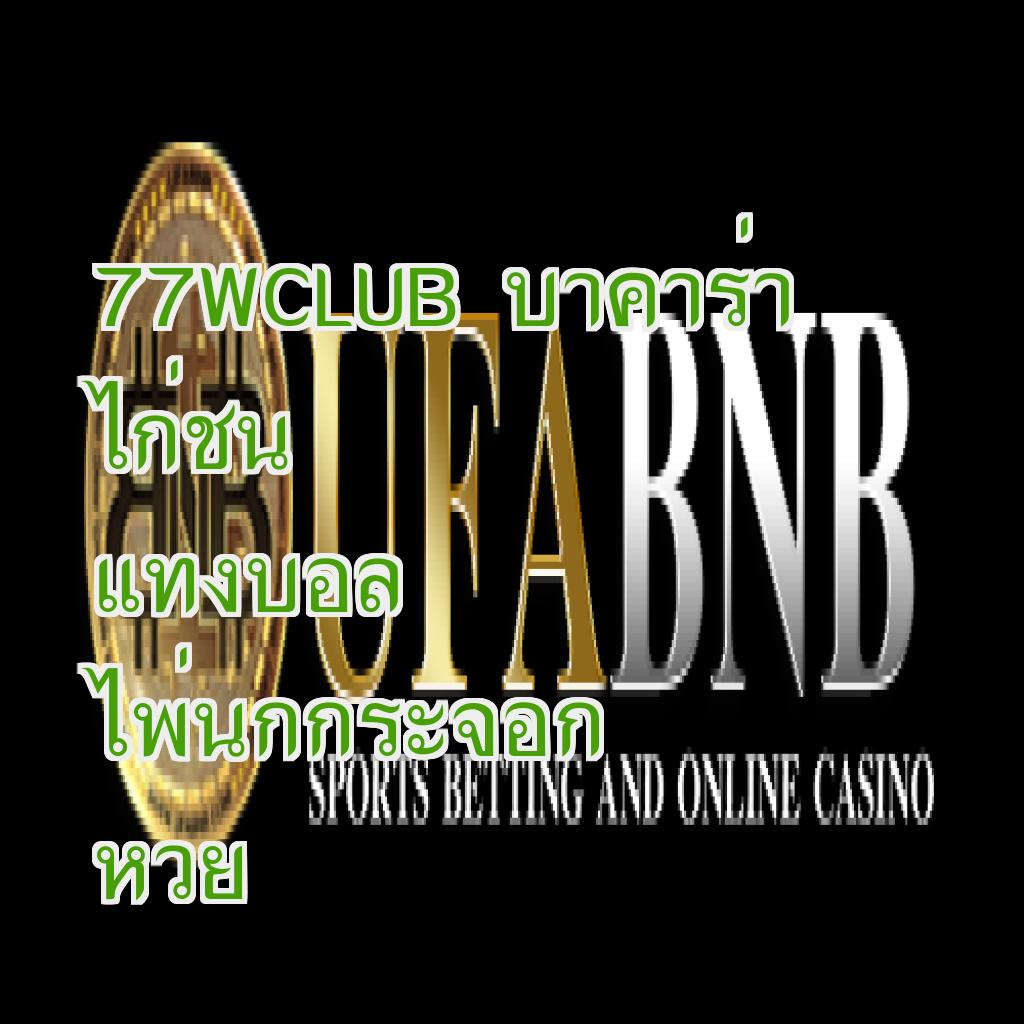 77WCLUB บาคาร่า
ไก่ชน
UFABNB
แทงบอล
ไพ่นกกระจอก
SPORTS BETTING AND ONLINE CASINO
หวย